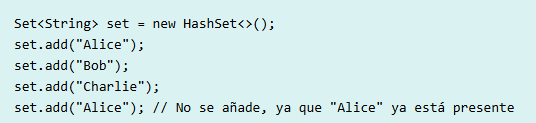 Set<String> set = new HashSet<>();
set.add("Alice");
set.add("Bob");
set.add("Charlie");
set.add("Alice"); // No se añade, ya que "Alice" ya está presente